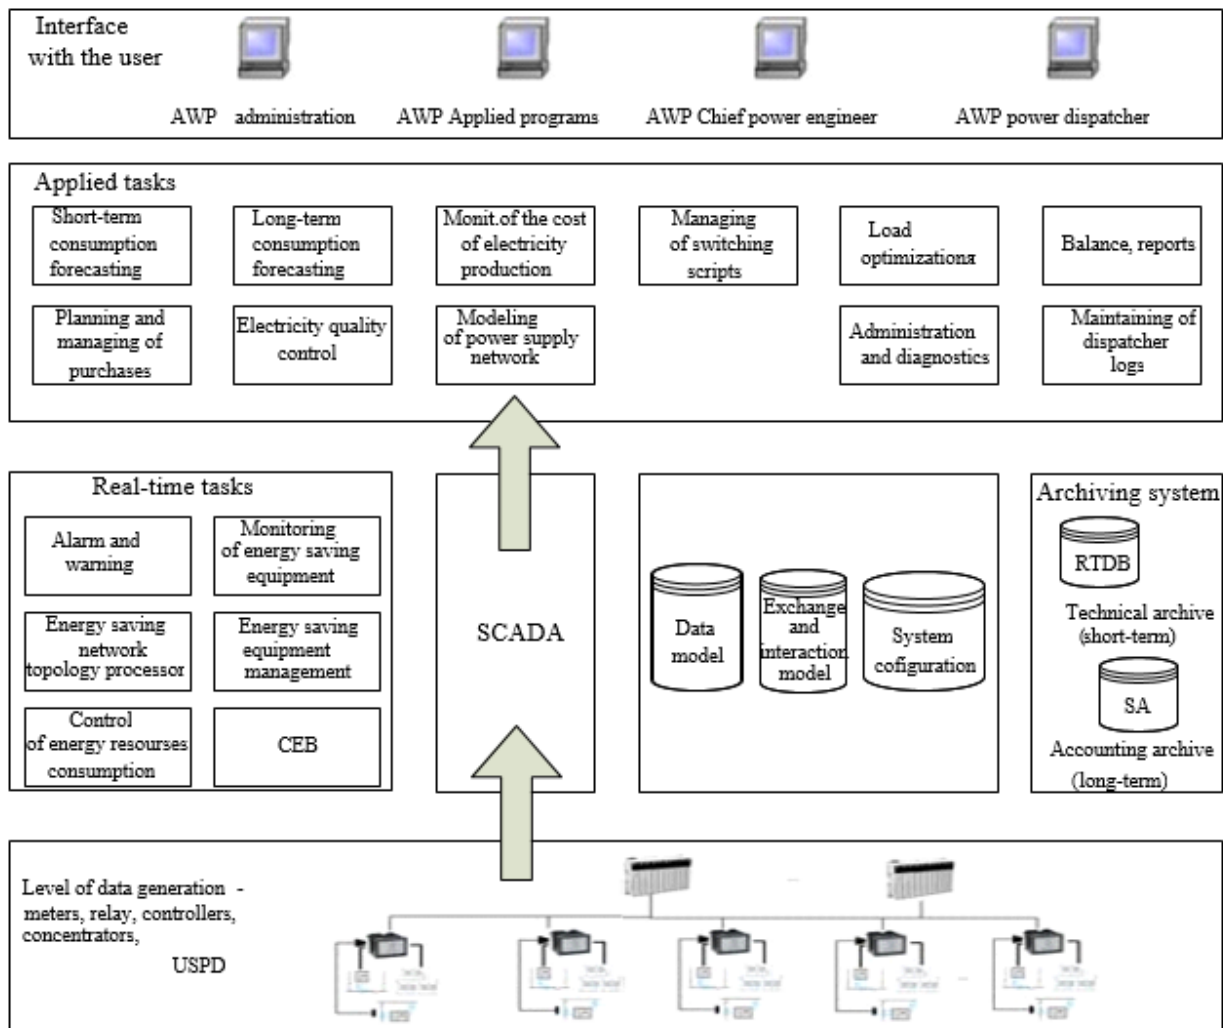 Interface
with the user
AWP administration
AWP Applied programs
AWP Chief power engineer
AWP power dispatcher
Applied tasks
Short-term
consumption
forecasting
Long-term
consumption
forecasting
Monit.of the cost
of electricity
production
Managing
of switching
scripts
Load
optimizationя
Balance, reports
Planning and
managing of
purchases
Electricity quality
control
Modeling
of power supply
network
Administration
and diagnostics
Maintaining of
dispatcher
logs
Real-time tasks
Alarm and
warning
Monitoring
of energy saving
equipment
Energy saving
network
topology processor
Energy saving
equipment
management
Control
of energy resourses
consumption
CEB
SCADA
Data
model
Exchange
and
interaction
model
System
cofiguration
Archiving system
RTDB
Technical archive
(short-term)
SA
Accounting archive
(long-term)
Level of data generation -
meters, relay, controllers,
concentrators,
USPD